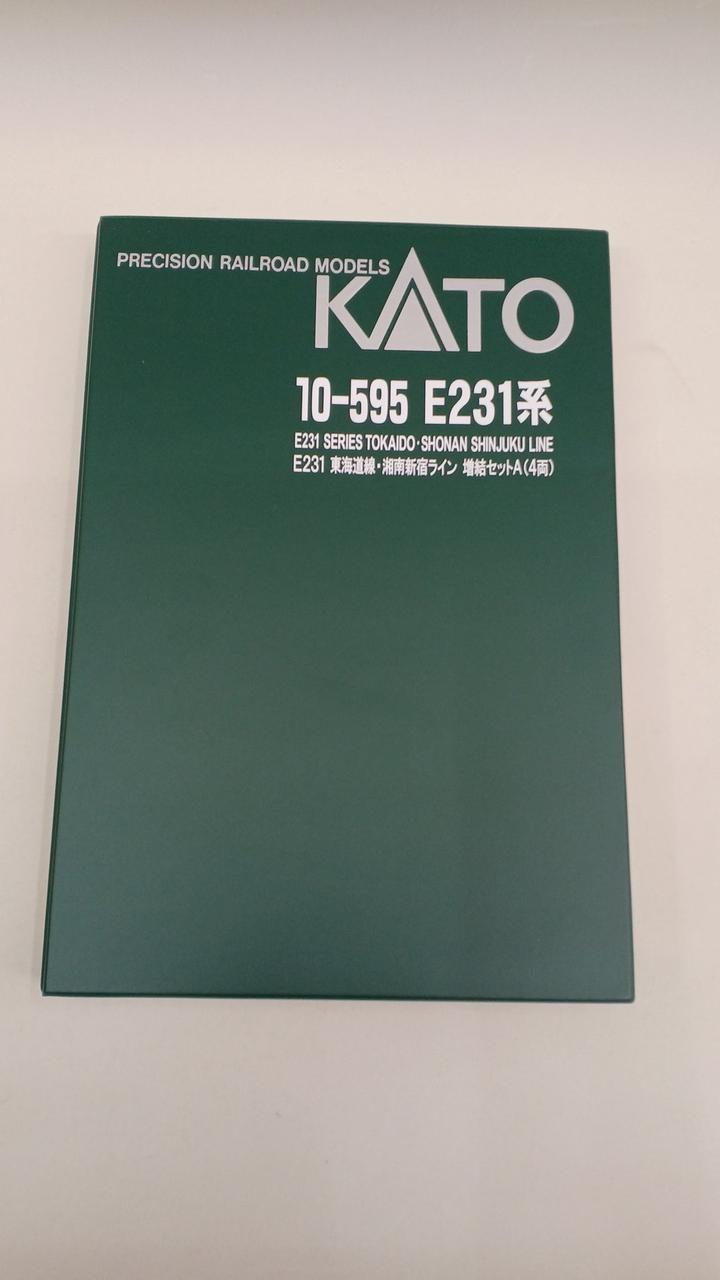 PRECISION RAILROAD MODELS
KATO
10-595 E231系
E231 SERIES TOKAIDO・SHONAN SHINJUKU LINE
E231 東海道線・湘南新宿ライン 増結セットA(4両)